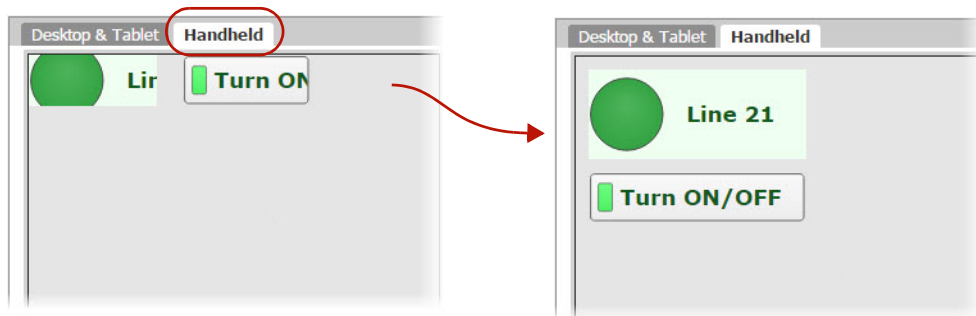 Desktop & Tablet Handheld
Lir Turn ON
Desktop & Tablet Handheld
Line 21
Turn ON/OFF